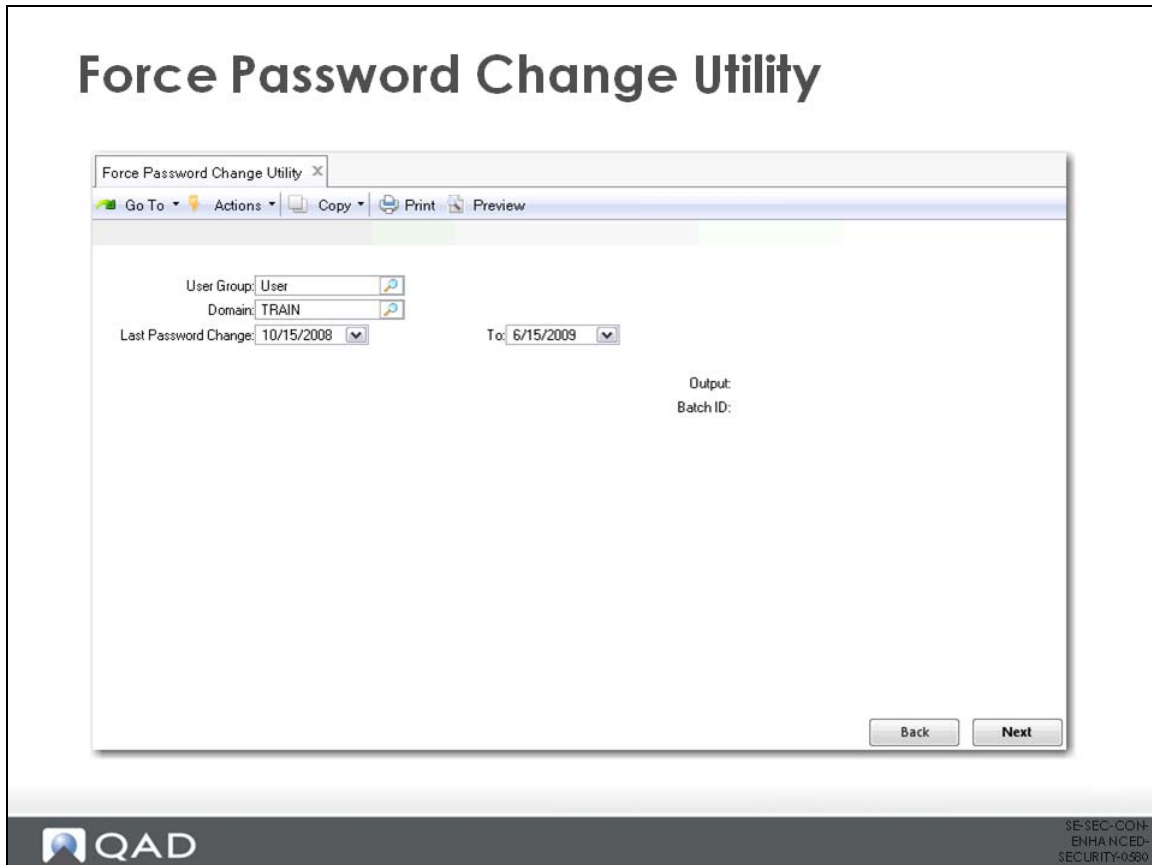 Force Password Change Utility
Force Password Change Utility
Go To Actions Copy Print Preview
User Group: User
Domain: TRAIN
Last Password Change: 10/15/2008 To: 6/15/2009
Output:
Batch ID:
Back Next
QAD
SE-SEC-CON-
ENHANCED-
SECURITY-0580